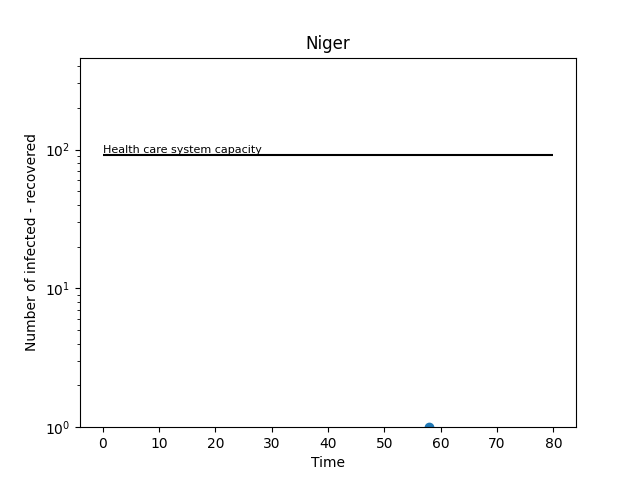 Niger
Number of infected - recovered
10²
10¹
10⁰
Health care system capacity
0 10 20 30 40 50 60 70 80
Time